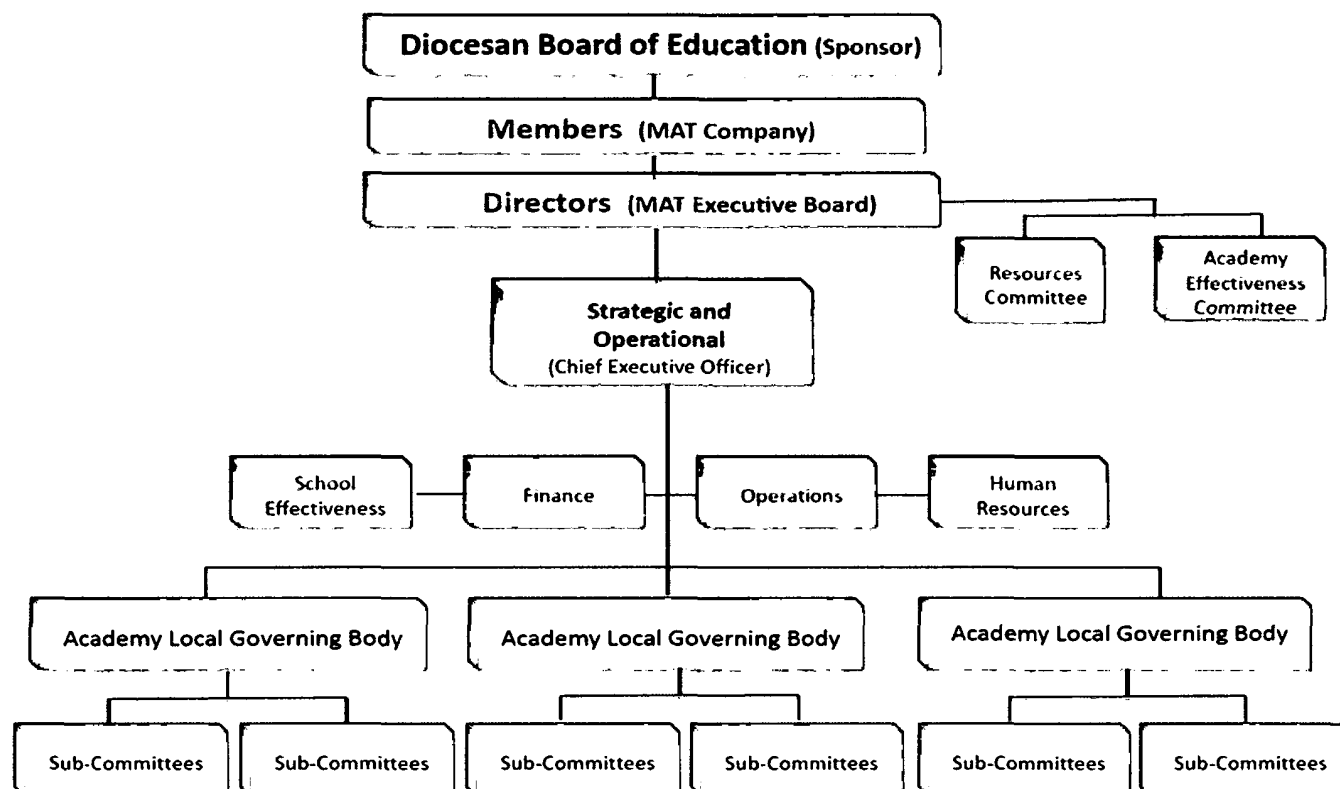 Diocesan Board of Education (Sponsor)
Members (MAT Company)
Directors (MAT Executive Board)
Resources
Committee
Academy
Effectiveness
Committee
Strategic and
Operational
(Chief Executive Officer)
School
Effectiveness
Finance
Operations
Human
Resources
Academy Local Governing Body
Academy Local Governing Body
Academy Local Governing Body
Sub-Committees
Sub-Committees
Sub-Committees
Sub-Committees
Sub-Committees
Sub-Committees